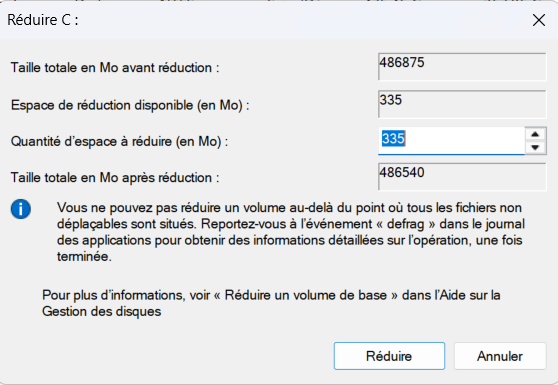 Réduire C :
Taille totale en Mo avant réduction :
486875
Espace de réduction disponible (en Mo) :
335
Quantité d’espace à réduire (en Mo) :
335
Taille totale en Mo après réduction :
486540
Vous ne pouvez pas réduire un volume au-delà du point où tous les fichiers non
déplaçables sont situés. Reportez-vous à l’événement « defrag » dans le journal
des applications pour obtenir des informations détaillées sur l’opération, une fois
terminée.
Pour plus d’informations, voir « Réduire un volume de base » dans l’Aide sur la
Gestion des disques
Réduire
Annuler